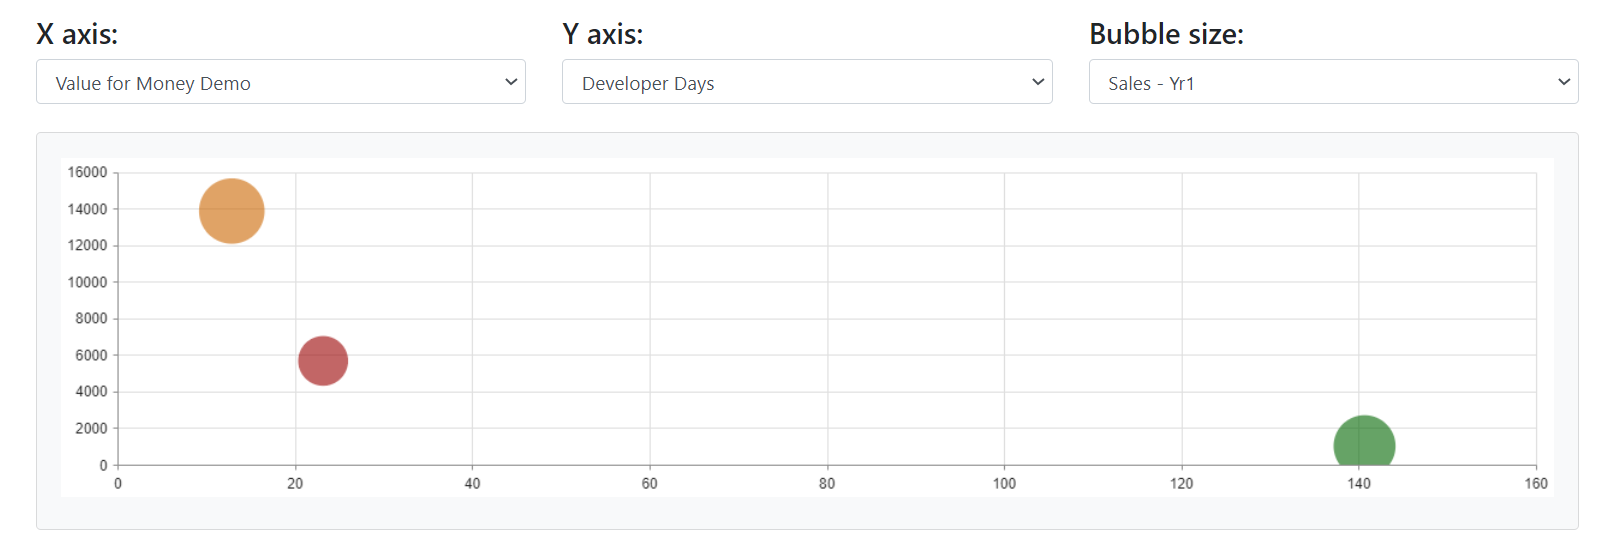 X axis:
Y axis:
Bubble size:
Value for Money Demo
Developer Days
Sales - Yr1
16000
14000
12000
10000
8000
6000
4000
2000
0
0 20 40 60 80 100 120 140 160